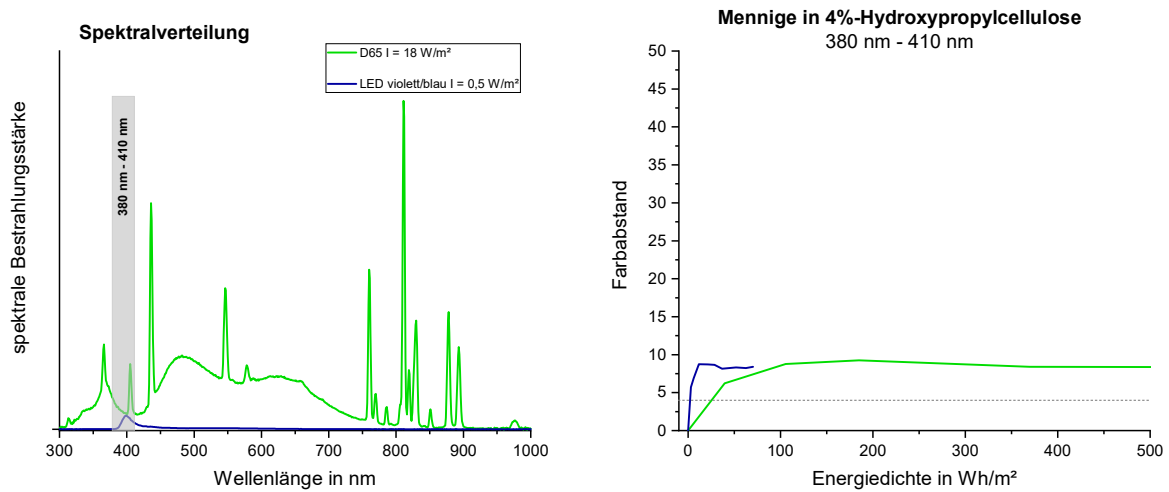 Spektralverteilung
D65 I = 18 W/m²
LED violett/blau I = 0,5 W/m²
380 nm - 410 nm
spektrale Bestrahlungsstärke
300 400 500 600 700 800 900 1000
Wellenlänge in nm
Mennige in 4%-Hydroxypropylcellulose
380 nm - 410 nm
50
45
40
35
30
25
20
15
10
5
0
Farbabstand
0 100 200 300 400 500
Energiedichte in Wh/m²